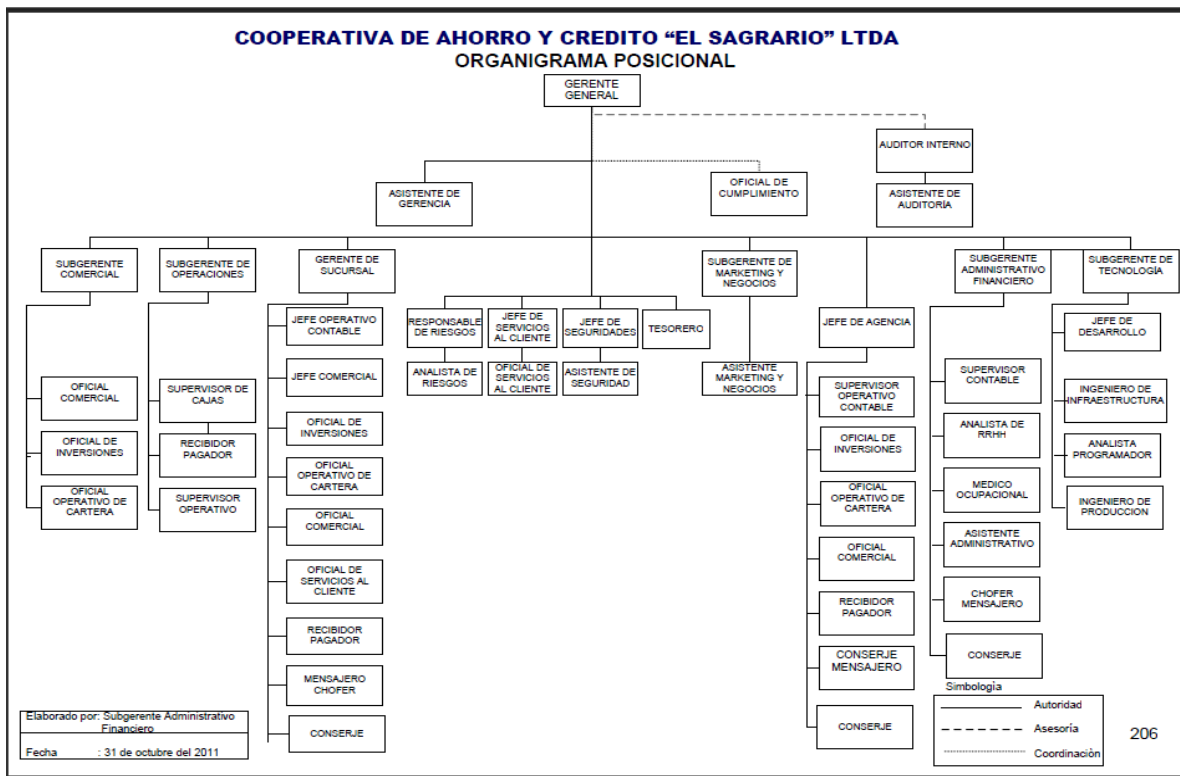 COOPERATIVA DE AHORRO Y CREDITO “EL SAGRARIO” LTDA
ORGANIGRAMA POSICIONAL
GERENTE
GENERAL
AUDITOR INTERNO
ASISTENTE DE
GERENCIA
OFICIAL DE
CUMPLIMIENTO
ASISTENTE DE
AUDITORÍA
SUBGERENTE
COMERCIAL
SUBGERENTE
DE OPERACIONES
GERENTE DE
SUCURSAL
SUBGERENTE DE
MARKETING Y
NEGOCIOS
SUBGERENTE
ADMINISTRATIVO
FINANCIERO
SUBGERENTE DE
TECNOLOGÍA
JEFE OPERATIVO
CONTABLE
RESPONSABLE
DE RIESGOS
JEFE DE
SERVICIOS
AL CLIENTE
JEFE DE
SEGURIDADES
TESORERO
JEFE DE AGENCIA
JEFE DE
DESARROLLO
JEFE COMERCIAL
ANALISTA DE
RIESGOS
OFICIAL DE
SERVICIOS
AL CLIENTE
ASISTENTE DE
SEGURIDAD
ASISTENTE
MARKETING Y
NEGOCIOS
OFICIAL
COMERCIAL
SUPERVISOR DE
CAJAS
SUPERVISOR
OPERATIVO
CONTABLE
SUPERVISOR
CONTABLE
INGENIERO DE
INFRAESTRUCTURA
OFICIAL DE
INVERSIONES
RECIBIDOR
PAGADOR
OFICIAL DE
INVERSIONES
OFICIAL DE
INVERSIONES
ANALISTA DE
RRHH
ANALISTA
PROGRAMADOR
OFICIAL
OPERATIVO DE
CARTERA
SUPERVISOR
OPERATIVO
OFICIAL
OPERATIVO DE
CARTERA
OFICIAL
OPERATIVO DE
CARTERA
MEDICO
OCUPACIONAL
INGENIERO DE
PRODUCCION
OFICIAL
COMERCIAL
OFICIAL
COMERCIAL
ASISTENTE
ADMINISTRATIVO
OFICIAL DE
SERVICIOS AL
CLIENTE
RECIBIDOR
PAGADOR
CHOFER
MENSAJERO
RECIBIDOR
PAGADOR
CONSERJE
MENSAJERO
CONSERJE
MENSAJERO
CHOFER
CONSERJE
CONSERJE
Simbología
Autoridad
Asesoría
Coordinación
206
Elaborado por: Subgerente Administrativo
Financiero
Fecha : 31 de octubre del 2011